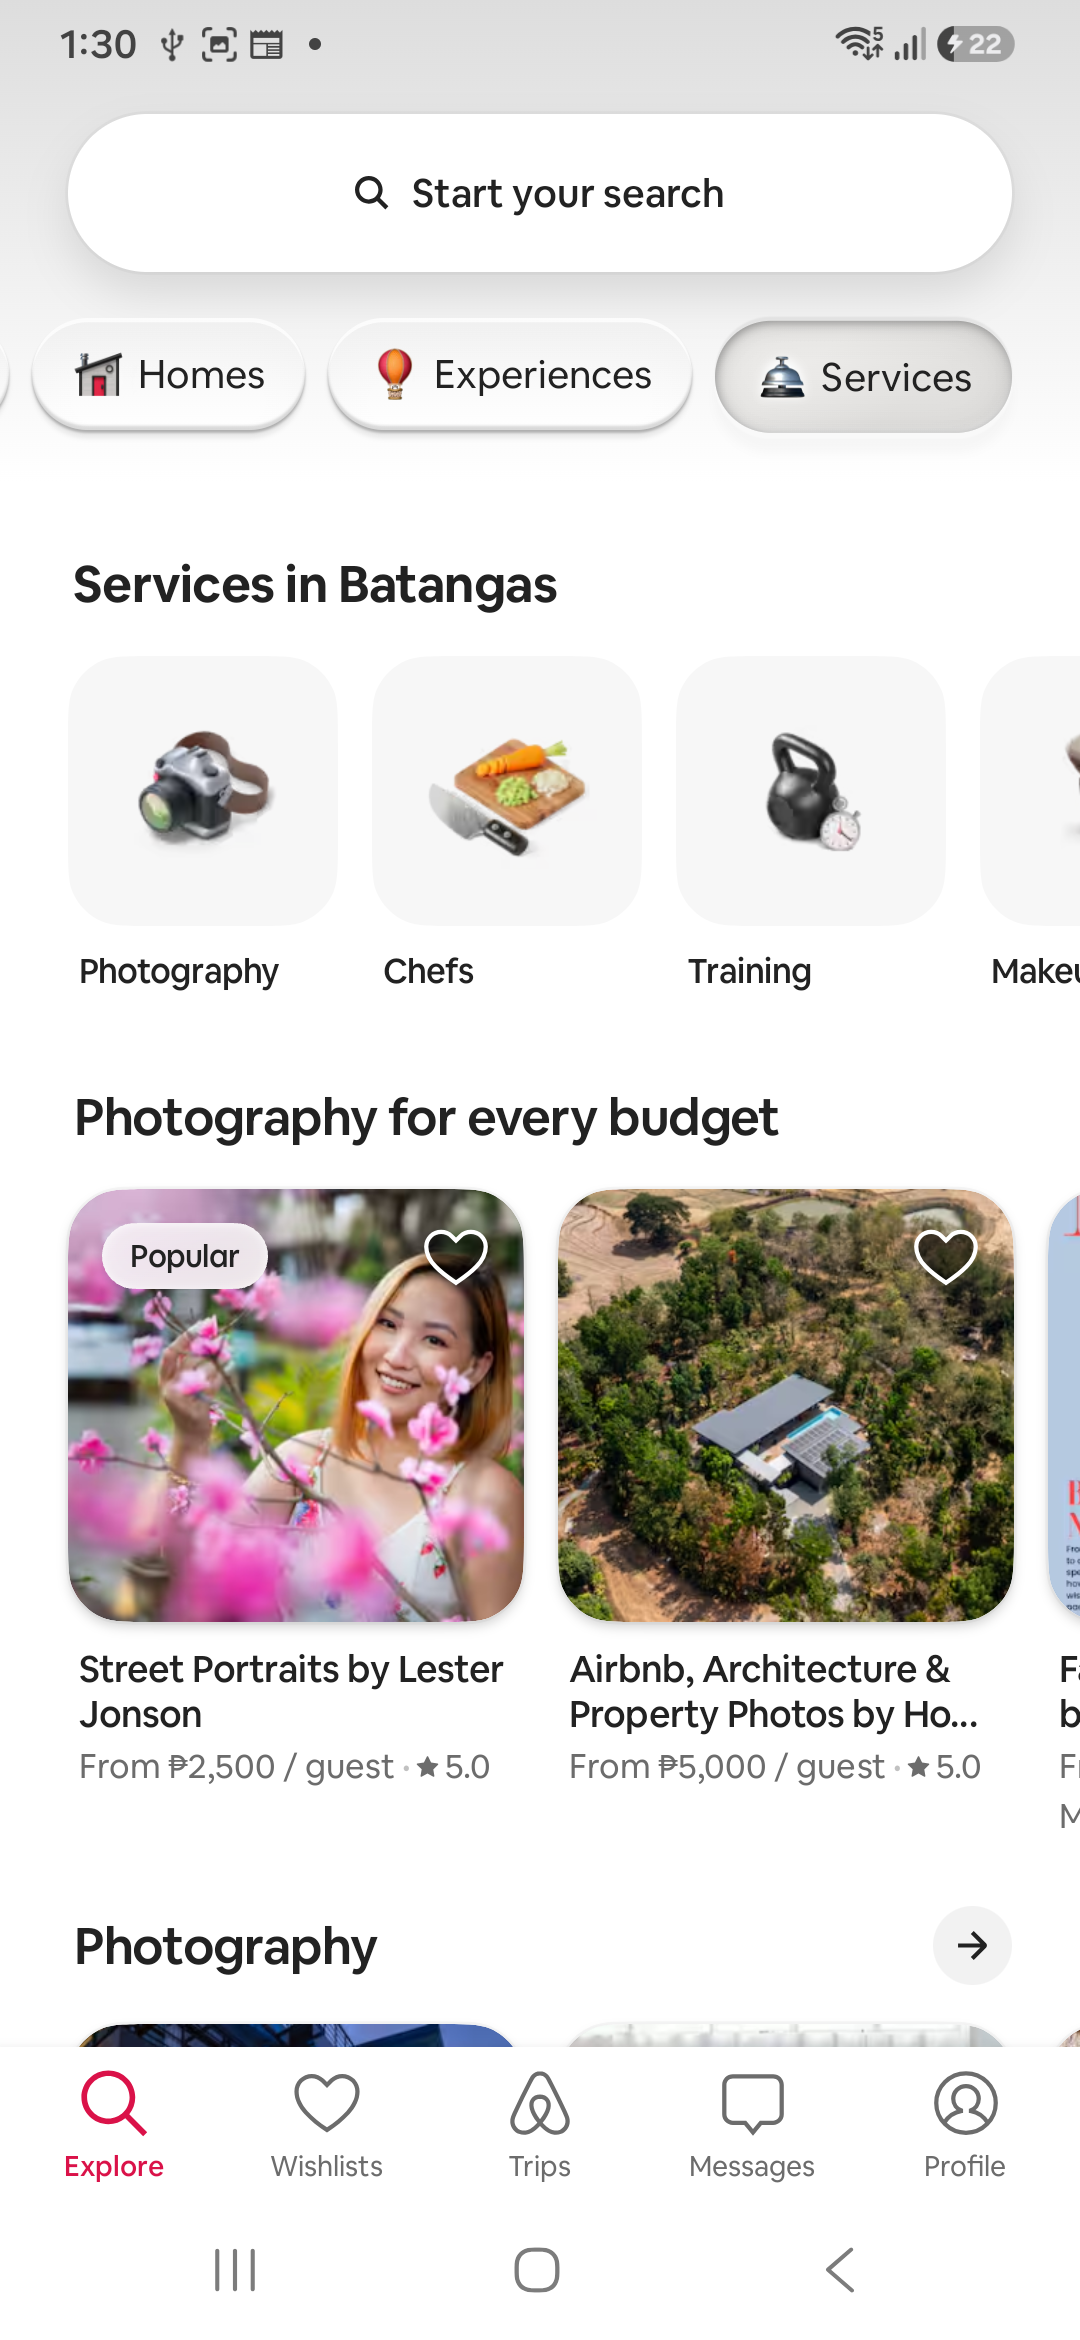 1:30
5
22
Start your search
Homes
Experiences
Services
Services in Batangas
Photography
Chefs
Training
Photography for every budget
Popular
Street Portraits by Lester
Jonson
From ₱2,500 / guest · ★ 5.0
Airbnb, Architecture &
Property Photos by Ho...
From ₱5,000 / guest · ★ 5.0
Photography
Explore
Wishlists
Trips
Messages
Profile